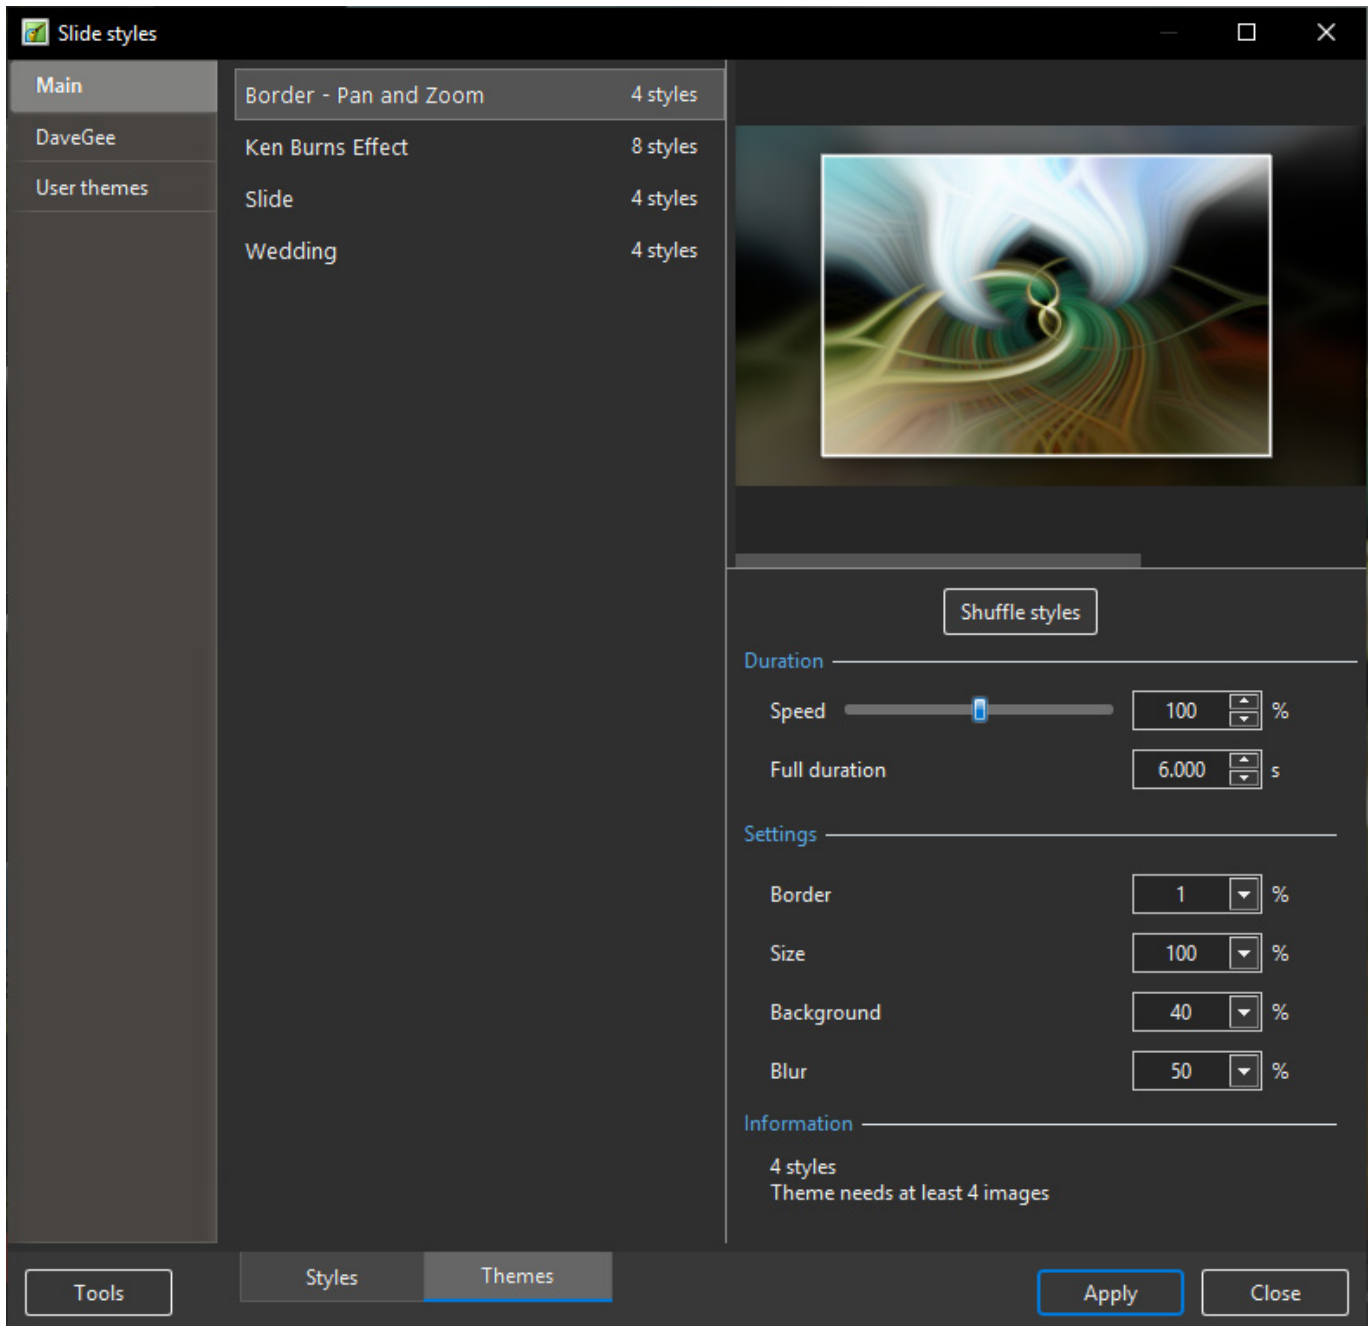 Slide styles
Main
DaveGee
User themes
Border - Pan and Zoom 4 styles
Ken Burns Effect 8 styles
Slide 4 styles
Wedding 4 styles
Shuffle styles
Duration
Speed 100 %
Full duration 6.000 s
Settings
Border 1 %
Size 100 %
Background 40 %
Blur 50 %
Information
4 styles
Theme needs at least 4 images
Tools Styles Themes Apply Close